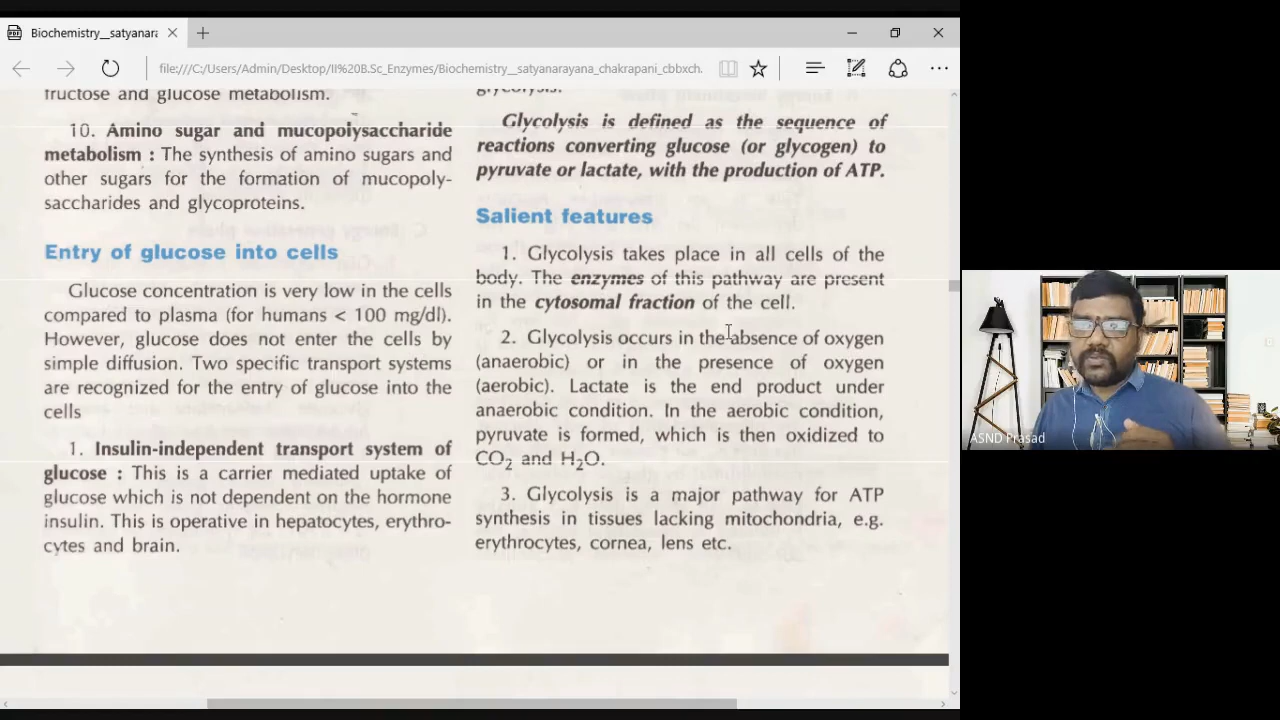 Biochemistry__satyanara
file:///C:/Users/Admin/Desktop/II%20B.Sc_Enzymes/Biochemistry__satyanarayana_chakrapani_cbbxch.
fructose and glucose metabolism.
10. Amino sugar and mucopolysaccharide
metabolism : The synthesis of amino sugars and
other sugars for the formation of mucopoly-
saccharides and glycoproteins.
Entry of glucose into cells
Glucose concentration is very low in the cells
compared to plasma (for humans < 100 mg/dl).
However, glucose does not enter the cells by
simple diffusion. Two specific transport systems
are recognized for the entry of glucose into the
cells
1. Insulin-independent transport system of
glucose : This is a carrier mediated uptake of
glucose which is not dependent on the hormone
insulin. This is operative in hepatocytes, erythro-
cytes and brain.
glycolysis.
Glycolysis is defined as the sequence of
reactions converting glucose (or glycogen) to
pyruvate or lactate, with the production of ATP.
Salient features
1. Glycolysis takes place in all cells of the
body. The enzymes of this pathway are present
in the cytosomal fraction of the cell.
2. Glycolysis occurs in the absence of oxygen
(anaerobic) or in the presence of oxygen
(aerobic). Lactate is the end product under
anaerobic condition. In the aerobic condition,
pyruvate is formed, which is then oxidized to
CO2 and H2O.
3. Glycolysis is a major pathway for ATP
synthesis in tissues lacking mitochondria, e.g.
erythrocytes, cornea, lens etc.
ASND Prasad